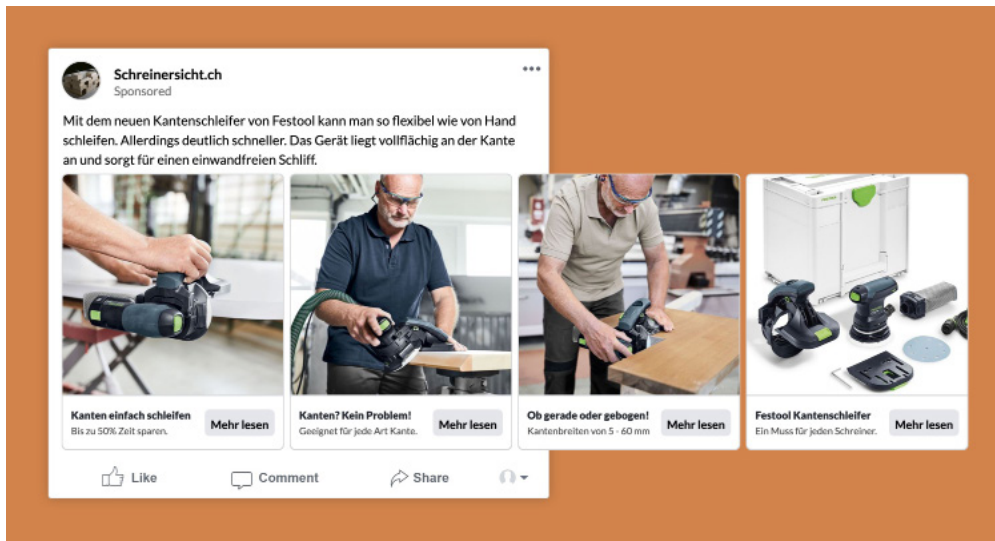 Schreinersicht.ch
Sponsored
Mit dem neuen Kantenschleifer von Festool kann man so flexibel wie von Hand
schleifen. Allerdings deutlich schneller. Das Gerät liegt vollflächig an der Kante
an und sorgt für einen einwandfreien Schliff.
Kanten einfach schleifen
Bis zu 50% Zeit sparen.
Mehr lesen
Kanten? Kein Problem!
Geeignet für jede Art Kante.
Mehr lesen
Ob gerade oder gebogen!
Kantenbreiten von 5 - 60 mm
Mehr lesen
FESTOOL
Festool Kantenschleifer
Ein Muss für jeden Schreiner.
Mehr lesen
Like
Comment
Share